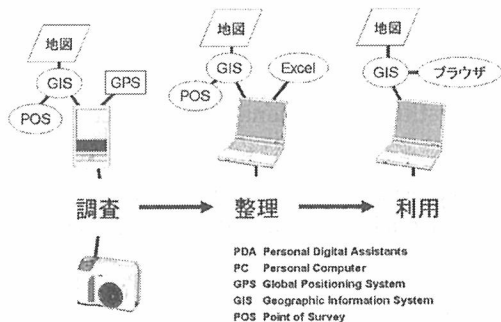 地図
GIS
GPS
POS
地図
GIS
Excel
POS
地図
GIS
ブラウザ
調査
整理
利用
PDA Personal Digital Assistants
PC Personal Computer
GPS Global Positioning System
GIS Geographic Information System
POS Point of Survey